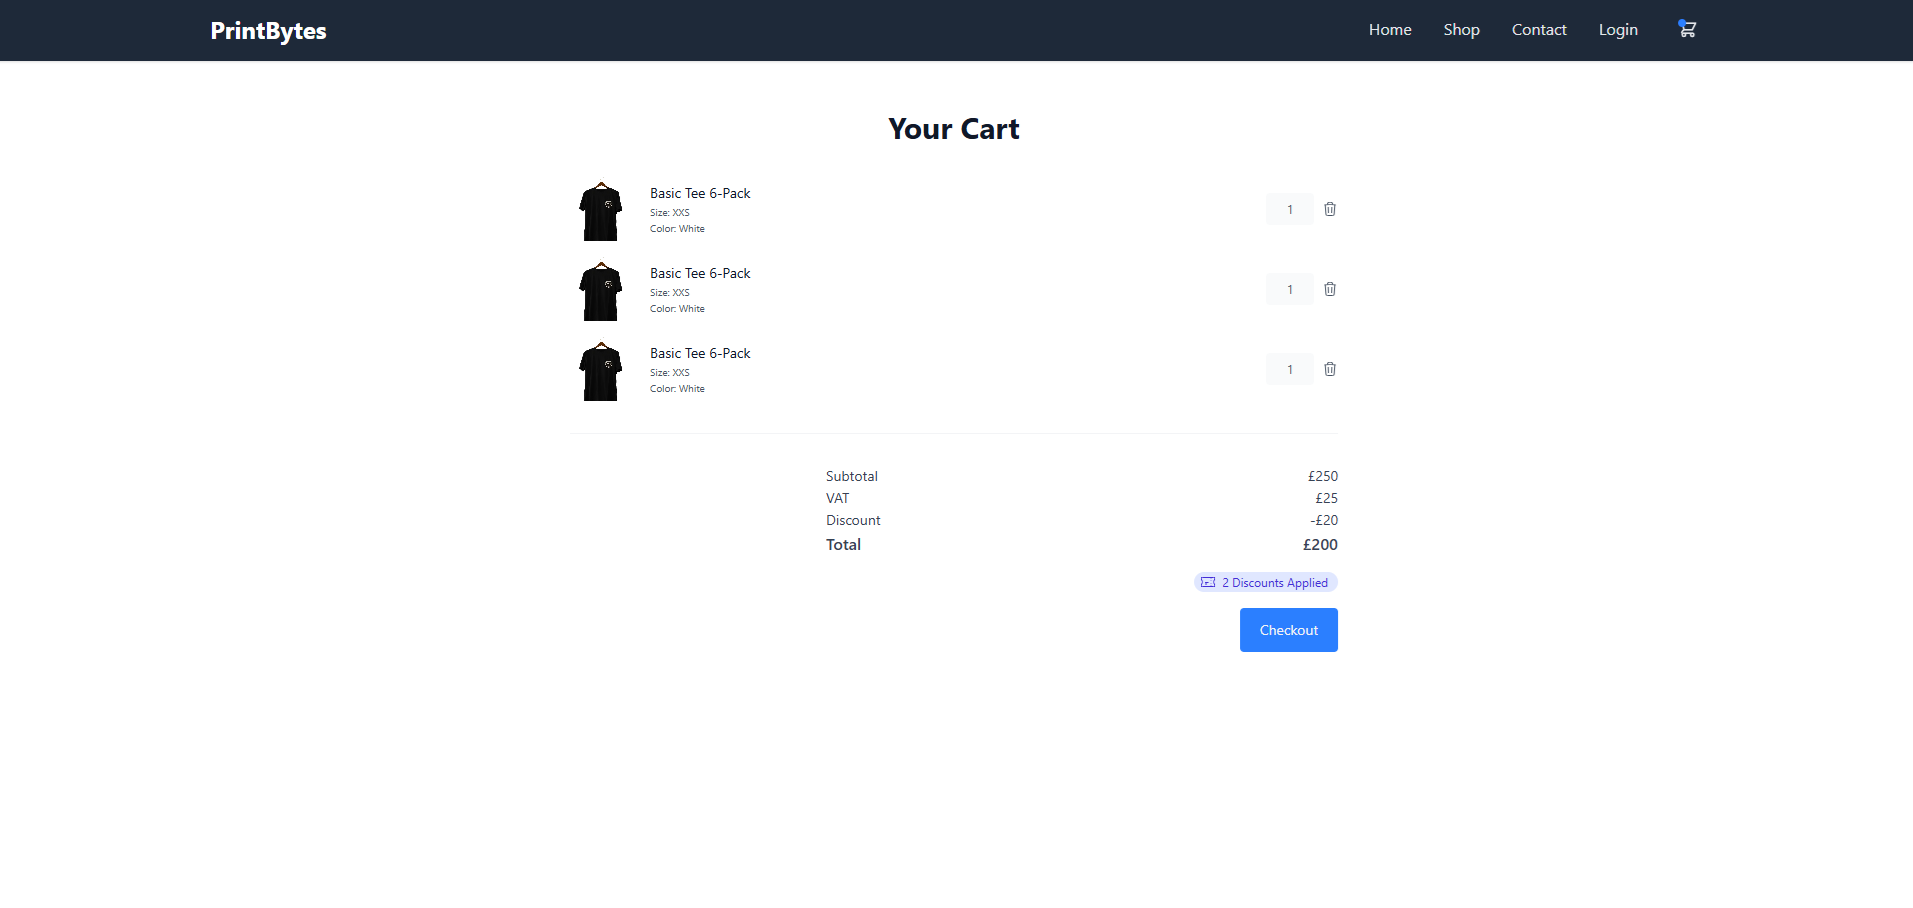 PrintBytes
Home Shop Contact Login
Your Cart
Basic Tee 6-Pack
Size: XXS
Color: White
1
Basic Tee 6-Pack
Size: XXS
Color: White
1
Basic Tee 6-Pack
Size: XXS
Color: White
1
Subtotal £250
VAT £25
Discount -£20
Total £200
2 Discounts Applied
Checkout